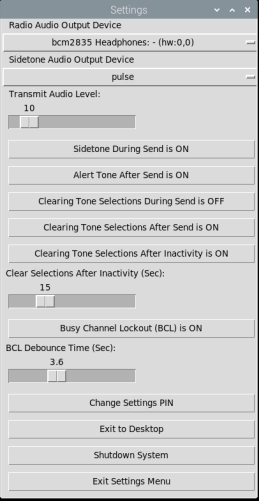 Settings
Radio Audio Output Device
bcm2835 Headphones: - (hw:0,0)
Sidetone Audio Output Device
pulse
Transmit Audio Level:
10
Sidetone During Send is ON
Alert Tone After Send is ON
Clearing Tone Selections During Send is OFF
Clearing Tone Selections After Send is ON
Clearing Tone Selections After Inactivity is ON
Clear Selections After Inactivity (Sec):
15
Busy Channel Lockout (BCL) is ON
BCL Debounce Time (Sec):
3.6
Change Settings PIN
Exit to Desktop
Shutdown System
Exit Settings Menu